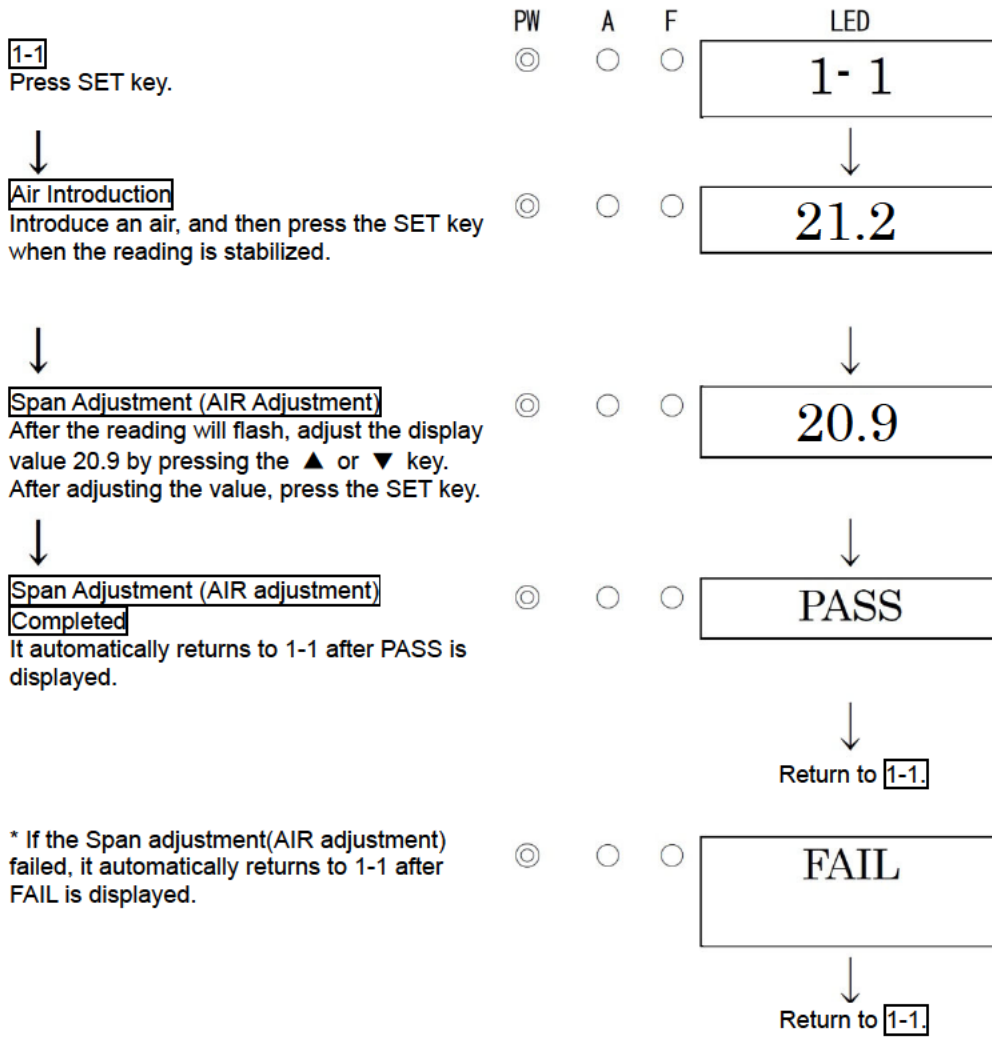 PW A F LED
1-1
Press SET key.
1- 1
Air Introduction
Introduce an air, and then press the SET key
when the reading is stabilized.
21.2
Span Adjustment (AIR Adjustment)
After the reading will flash, adjust the display
value 20.9 by pressing the ▲ or ▼ key.
After adjusting the value, press the SET key.
20.9
Span Adjustment (AIR adjustment)
Completed
It automatically returns to 1-1 after PASS is
displayed.
PASS
Return to 1-1.
* If the Span adjustment(AIR adjustment)
failed, it automatically returns to 1-1 after
FAIL is displayed.
FAIL
Return to 1-1.